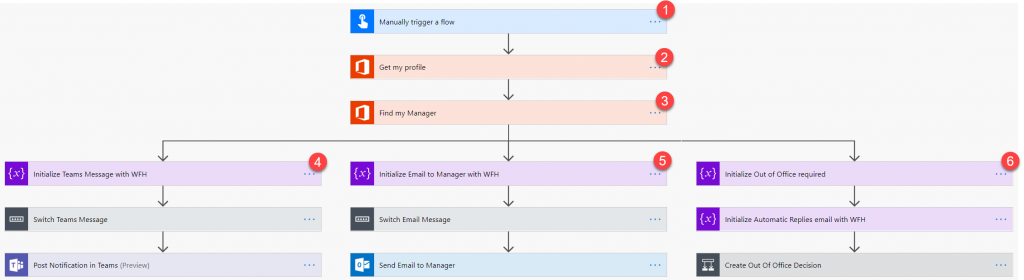 1
Manually trigger a flow ...
2
Get my profile ...
3
Find my Manager ...
4
{x} Initialize Teams Message with WFH ...
5
{x} Initialize Email to Manager with WFH ...
6
{x} Initialize Out of Office required ...
Switch Teams Message ...
Switch Email Message ...
{x} Initialize Automatic Replies email with WFH ...
Post Notification in Teams (Preview) ...
Send Email to Manager ...
Create Out Of Office Decision ...